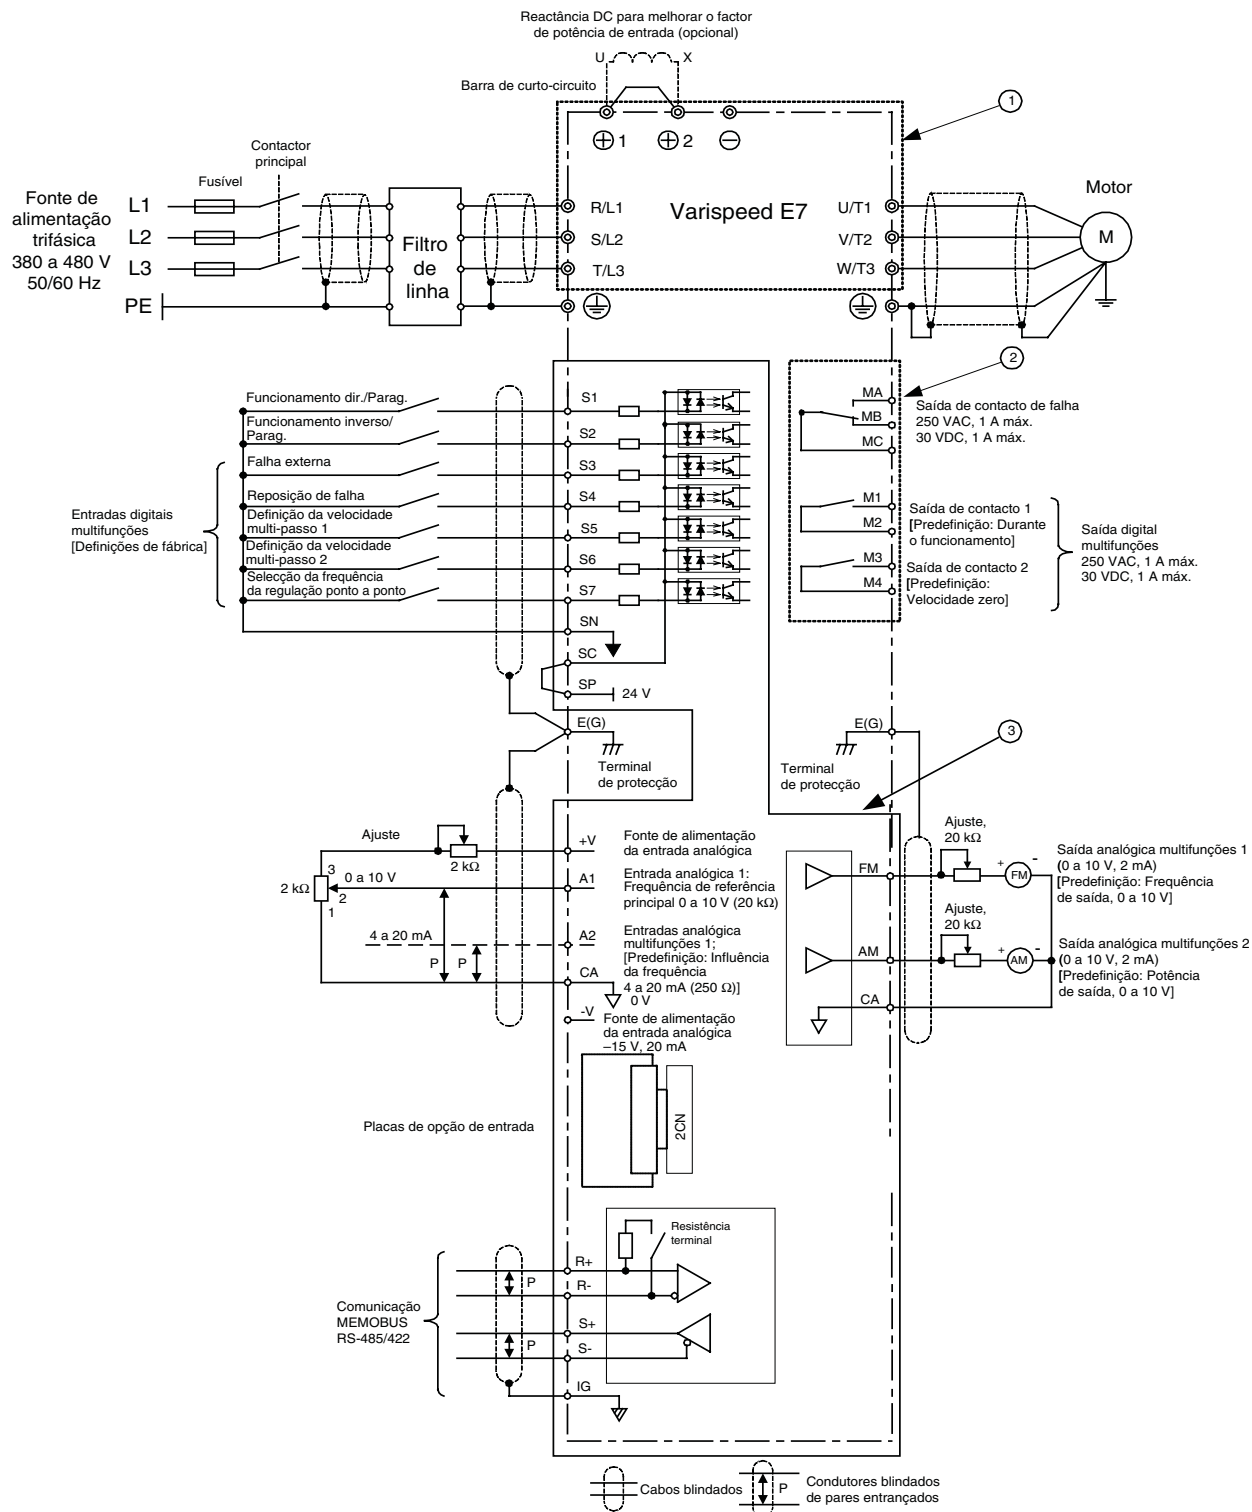 Reactância DC para melhorar o factor
de potência de entrada (opcional)
U
X
Barra de curto-circuito
1
1
2
Contactor
principal
Fusível
Fonte de
alimentação
trifásica
380 a 480 V
50/60 Hz
L1
L2
L3
PE
Filtro
de
linha
R/L1
S/L2
T/L3
Varispeed E7
U/T1
V/T2
W/T3
Motor
M
2
Funcionamento dir./Parag.
Funcionamento inverso/
Parag.
Falha externa
Reposição de falha
Definição da velocidade
multi-passo 1
Definição da velocidade
multi-passo 2
Selecção da frequência
da regulação ponto a ponto
Entradas digitais
multifunções
[Definições de fábrica]
S1
S2
S3
S4
S5
S6
S7
SN
SC
SP
24 V
E(G)
Terminal
de protecção
MA
MB
MC
Saída de contacto de falha
250 VAC, 1 A máx.
30 VDC, 1 A máx.
M1
M2
M3
M4
Saída de contacto 1
[Predefinição: Durante
o funcionamento]
Saída de contacto 2
[Predefinição:
Velocidade zero]
Saída digital
multifunções
250 VAC, 1 A máx.
30 VDC, 1 A máx.
E(G)
Terminal
de protecção
3
Ajuste
2 kΩ
2 kΩ
3
2
1
0 a 10 V
4 a 20 mA
P
P
+V
A1
A2
CA
-V
Fonte de alimentação
da entrada analógica
Entrada analógica 1:
Frequência de referência
principal 0 a 10 V (20 kΩ)
Entradas analógica
multifunções 1;
[Predefinição: Influência
da frequência
4 a 20 mA (250 Ω)]
0 V
Fonte de alimentação
da entrada analógica
–15 V, 20 mA
FM
AM
CA
Ajuste,
20 kΩ
+
FM
-
Saída analógica multifunções 1
(0 a 10 V, 2 mA)
[Predefinição: Frequência
de saída, 0 a 10 V]
Ajuste,
20 kΩ
+
AM
-
Saída analógica multifunções 2
(0 a 10 V, 2 mA)
[Predefinição: Potência
de saída, 0 a 10 V]
Placas de opção de entrada
2CN
Resistência
terminal
Comunicação
MEMOBUS
RS-485/422
P
P
R+
R-
S+
S-
IG
Cabos blindados
P
Condutores blindados
de pares entrançados